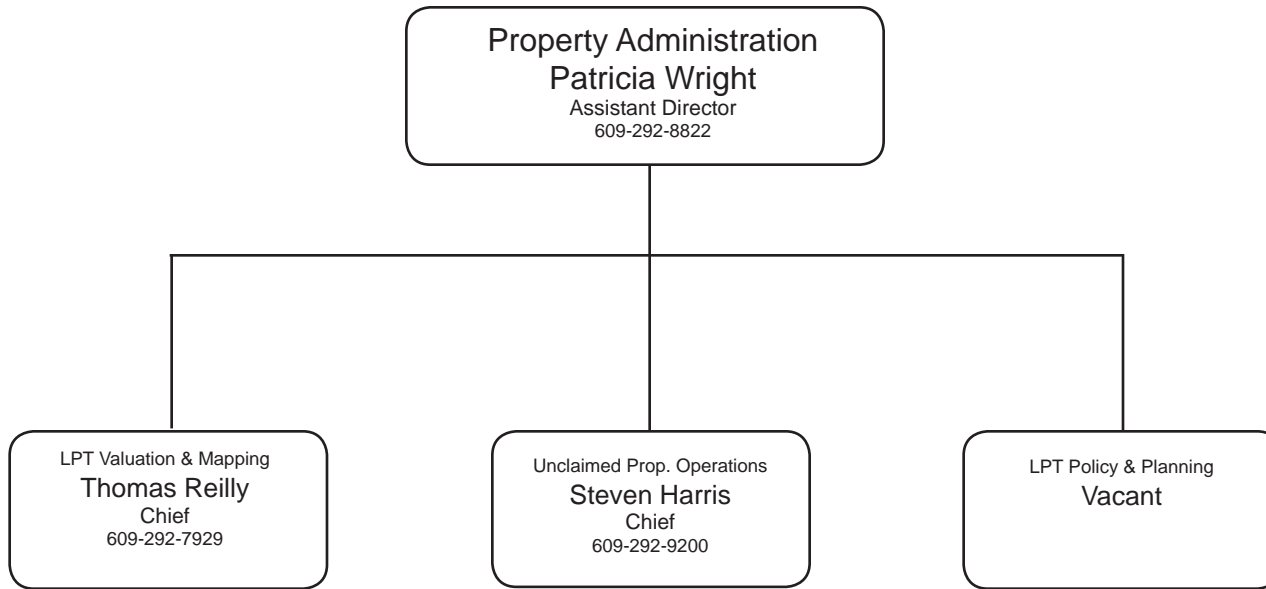 Property Administration
Patricia Wright
Assistant Director
609-292-8822
LPT Valuation & Mapping
Thomas Reilly
Chief
609-292-7929
Unclaimed Prop. Operations
Steven Harris
Chief
609-292-9200
LPT Policy & Planning
Vacant